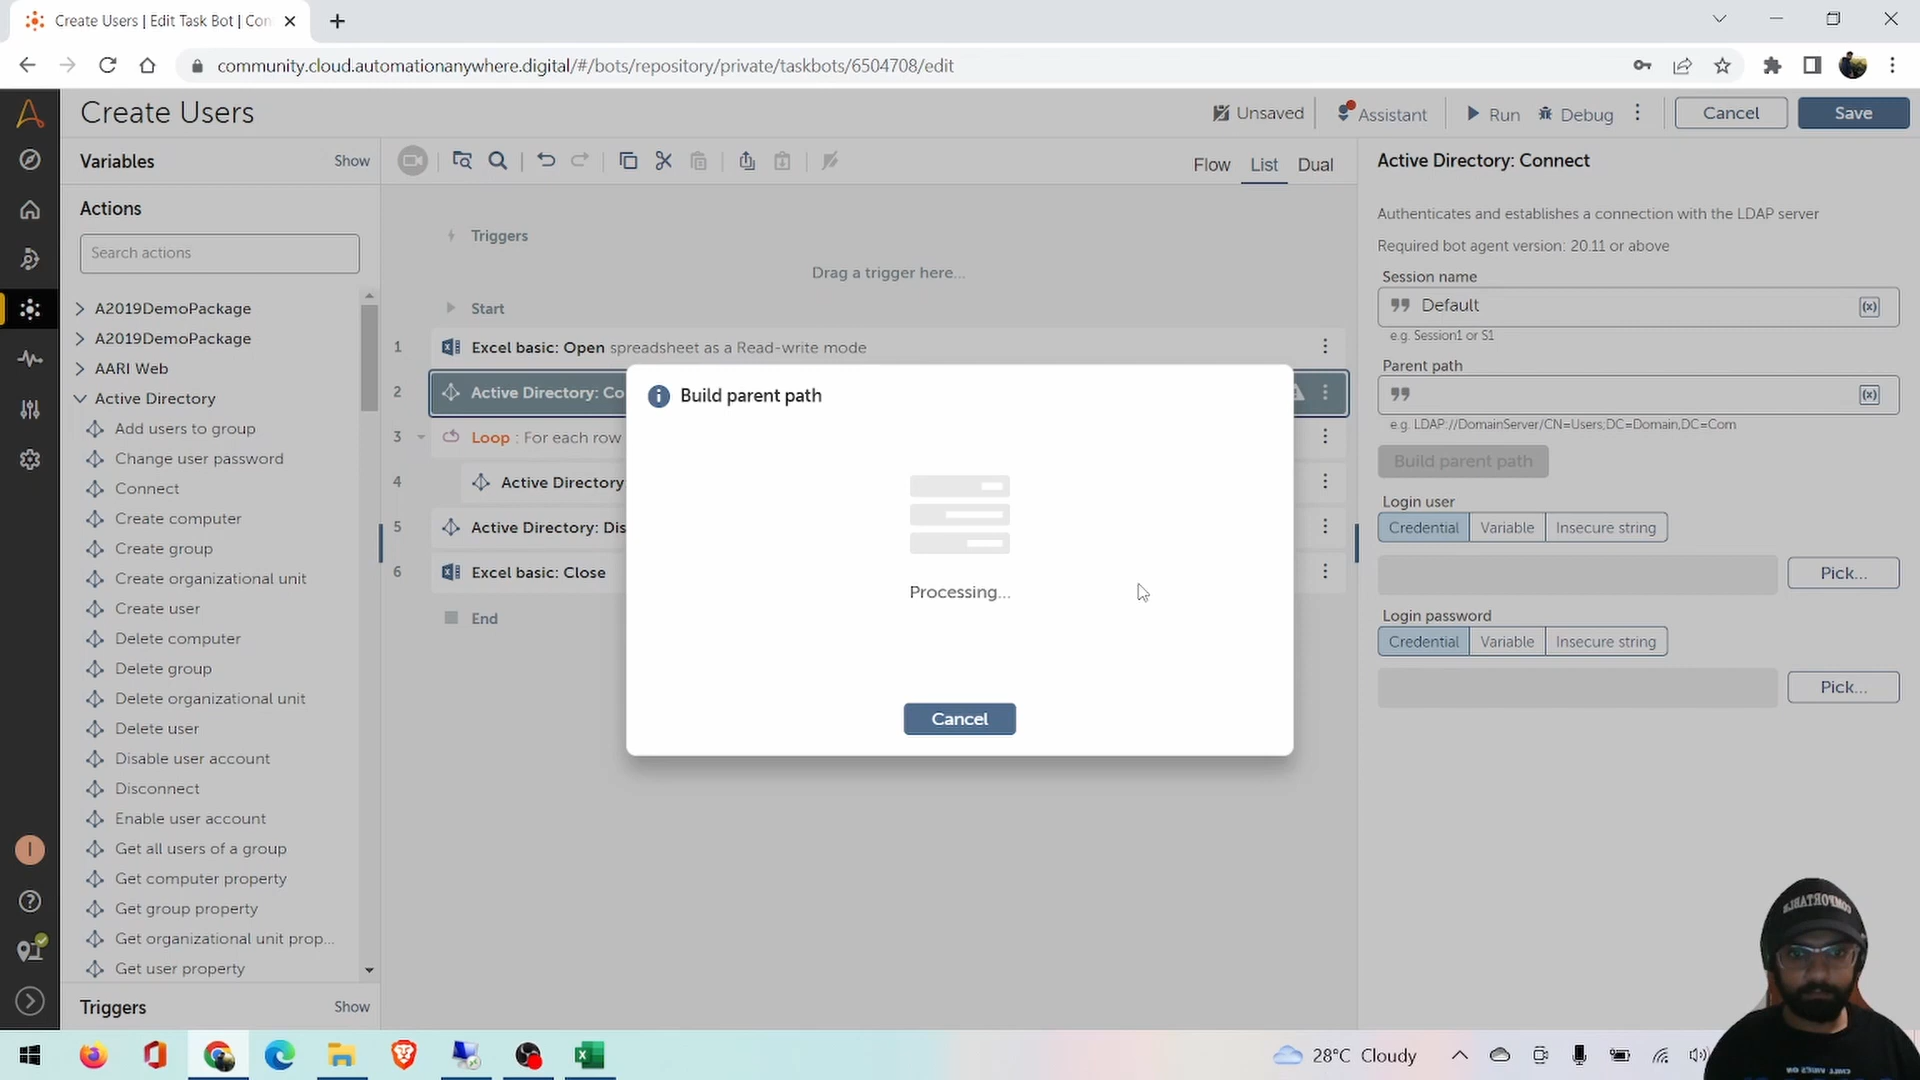 Create Users | Edit Task Bot | Con
community.cloud.automationanywhere.digital/#/bots/repository/private/taskbots/6504708/edit
Create Users
Unsaved
Assistant
Run
Debug
Cancel
Save
Variables
Show
Flow
List
Dual
Active Directory: Connect
Actions
Search actions
A2019DemoPackage
A2019DemoPackage
AARI Web
Active Directory
Add users to group
Change user password
Connect
Create computer
Create group
Create organizational unit
Create user
Delete computer
Delete group
Delete organizational unit
Delete user
Disable user account
Disconnect
Enable user account
Get all users of a group
Get computer property
Get group property
Get organizational unit prop...
Get user property
Triggers
Show
Triggers
Drag a trigger here...
Start
1 Excel basic: Open spreadsheet as a Read-write mode
2 Active Directory: Co
3 Loop : For each row
4 Active Directory
5 Active Directory: Dis
6 Excel basic: Close
End
Build parent path
Processing...
Cancel
Authenticates and establishes a connection with the LDAP server
Required bot agent version: 20.11 or above
Session name
Default
(x)
e.g. Session1 or S1
Parent path
(x)
e.g. LDAP://DomainServer/CN=Users;DC=Domain,DC=Com
Build parent path
Login user
Credential
Variable
Insecure string
Pick...
Login password
Credential
Variable
Insecure string
Pick...
COMFORTABLE
28°C Cloudy